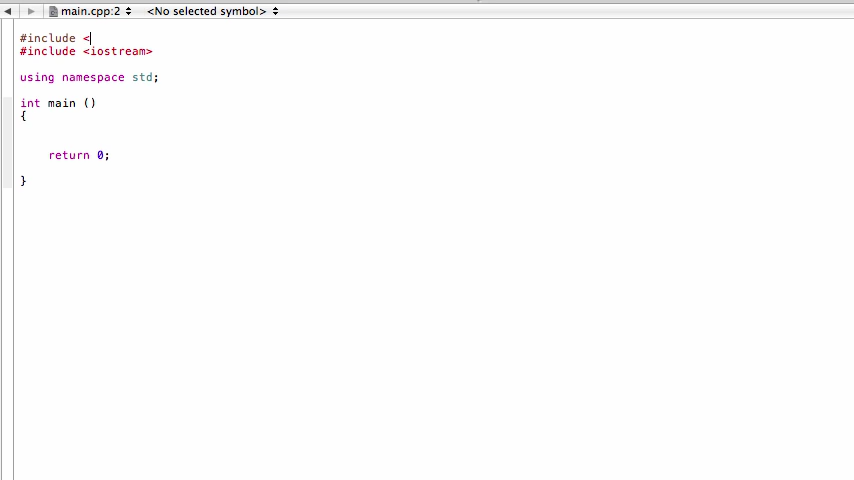 main.cpp:2 <No selected symbol>
#include <
#include <iostream>
using namespace std;
int main ()
{
return 0;
}